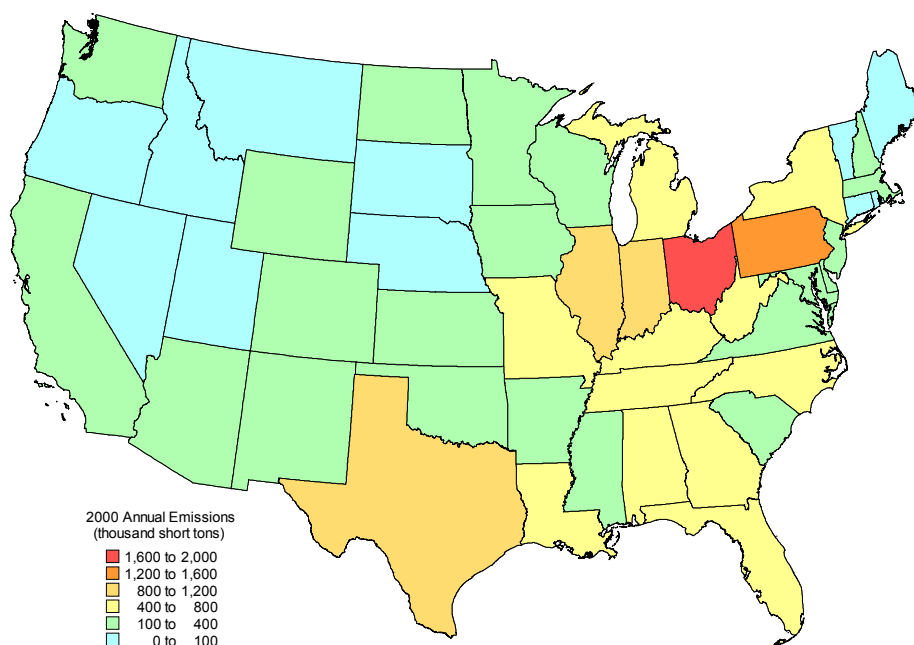 2000 Annual Emissions
(thousand short tons)
1,600 to 2,000
1,200 to 1,600
800 to 1,200
400 to 800
100 to 400
0 to 100